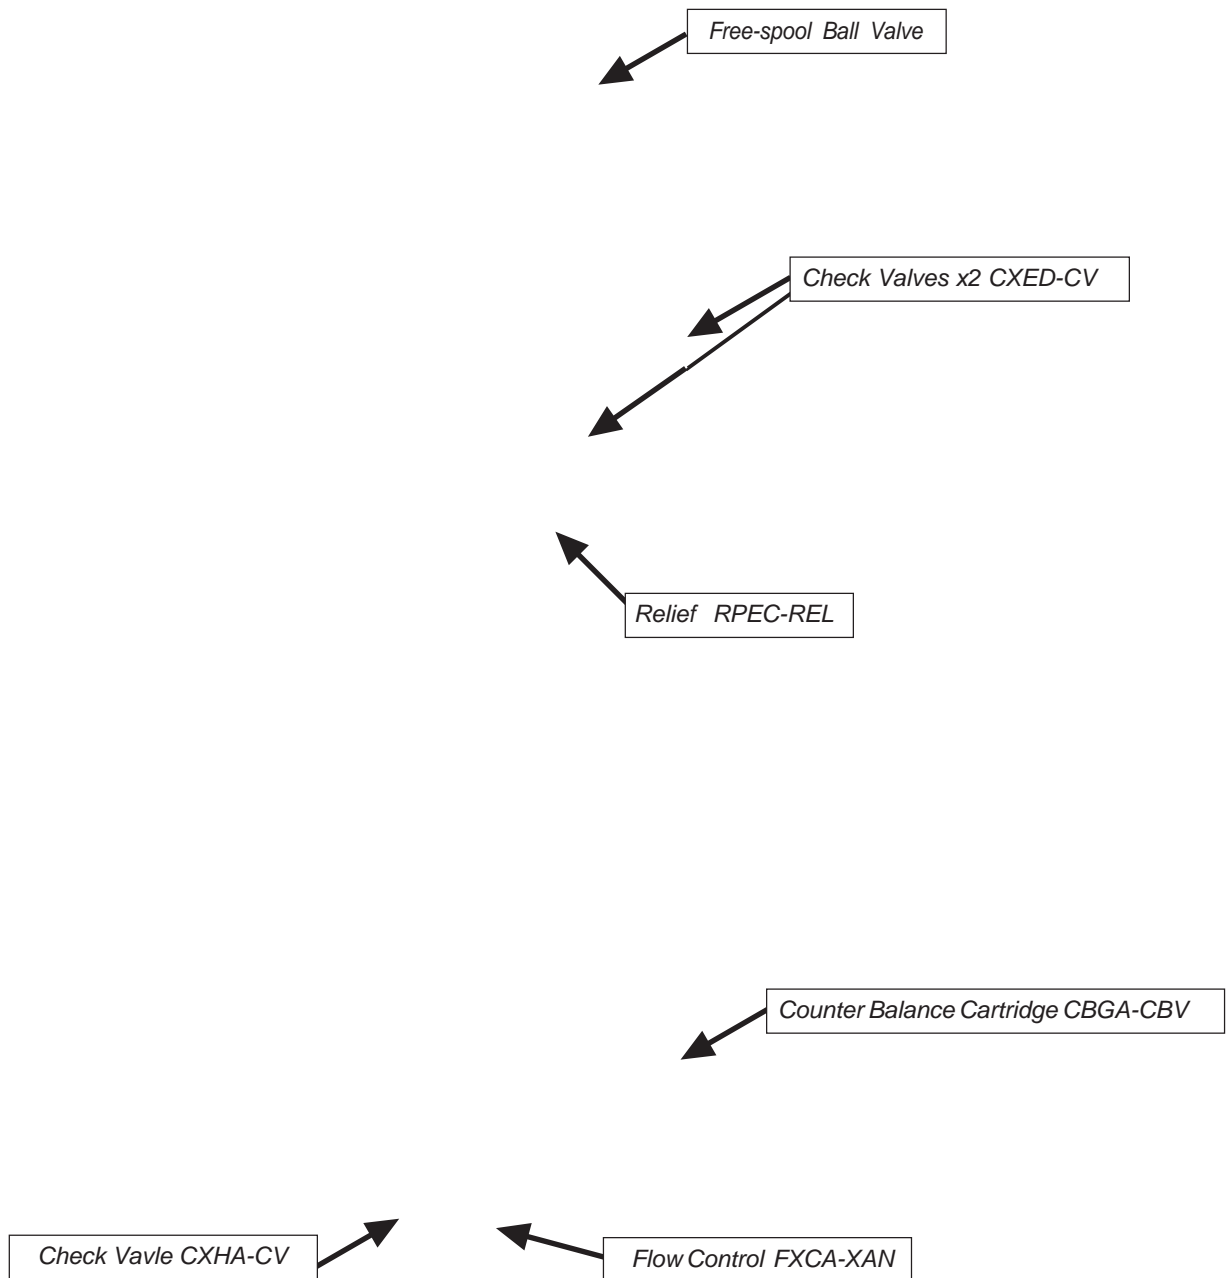 Free-spool Ball Valve
Check Valves x2 CXED-CV
Relief RPEC-REL
Counter Balance Cartridge CBGA-CBV
Check Vavle CXHA-CV
Flow Control FXCA-XAN